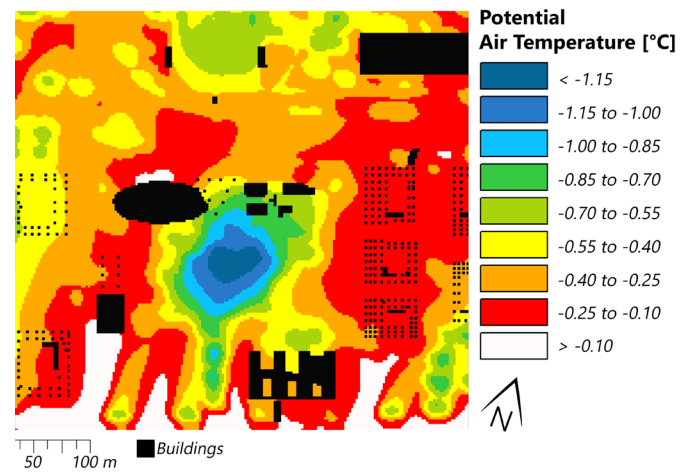 Potential
Air Temperature [°C]
< -1.15
-1.15 to -1.00
-1.00 to -0.85
-0.85 to -0.70
-0.70 to -0.55
-0.55 to -0.40
-0.40 to -0.25
-0.25 to -0.10
> -0.10
N
50 100 m
Buildings